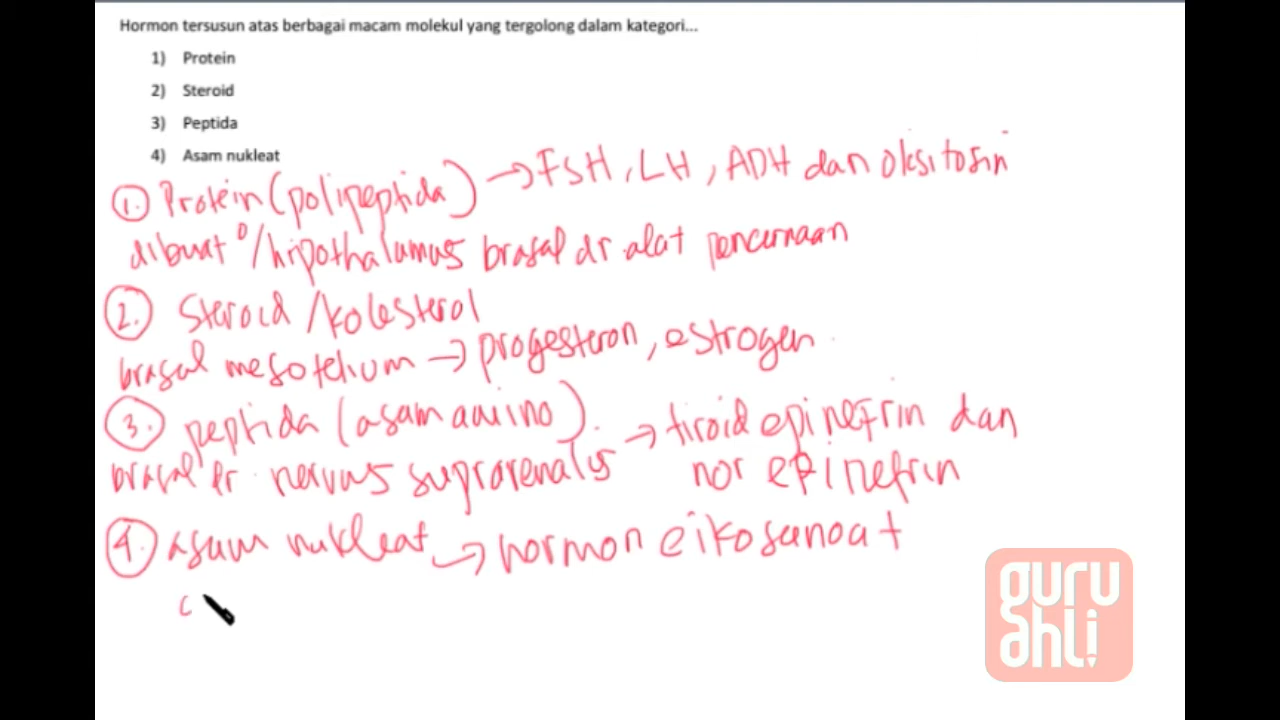 Hormon tersusun atas berbagai macam molekul yang tergolong dalam kategori...
1) Protein
2) Steroid
3) Peptida
4) Asam nukleat
1. Protein (polipeptida) → FSH, LH, ADH dan oksitosin
dibuat o/hipothalamus brasal dr alat pencernaan
2. Steroid /kolesterol
brasal mesotelium → progesteron, estrogen
3. peptida (asam amino). → tiroid epinefrin dan
brasal dr. nervus suprarenalis nor epinefrin
4. asam nukleat → hormon eikosanoat
guru
ahli